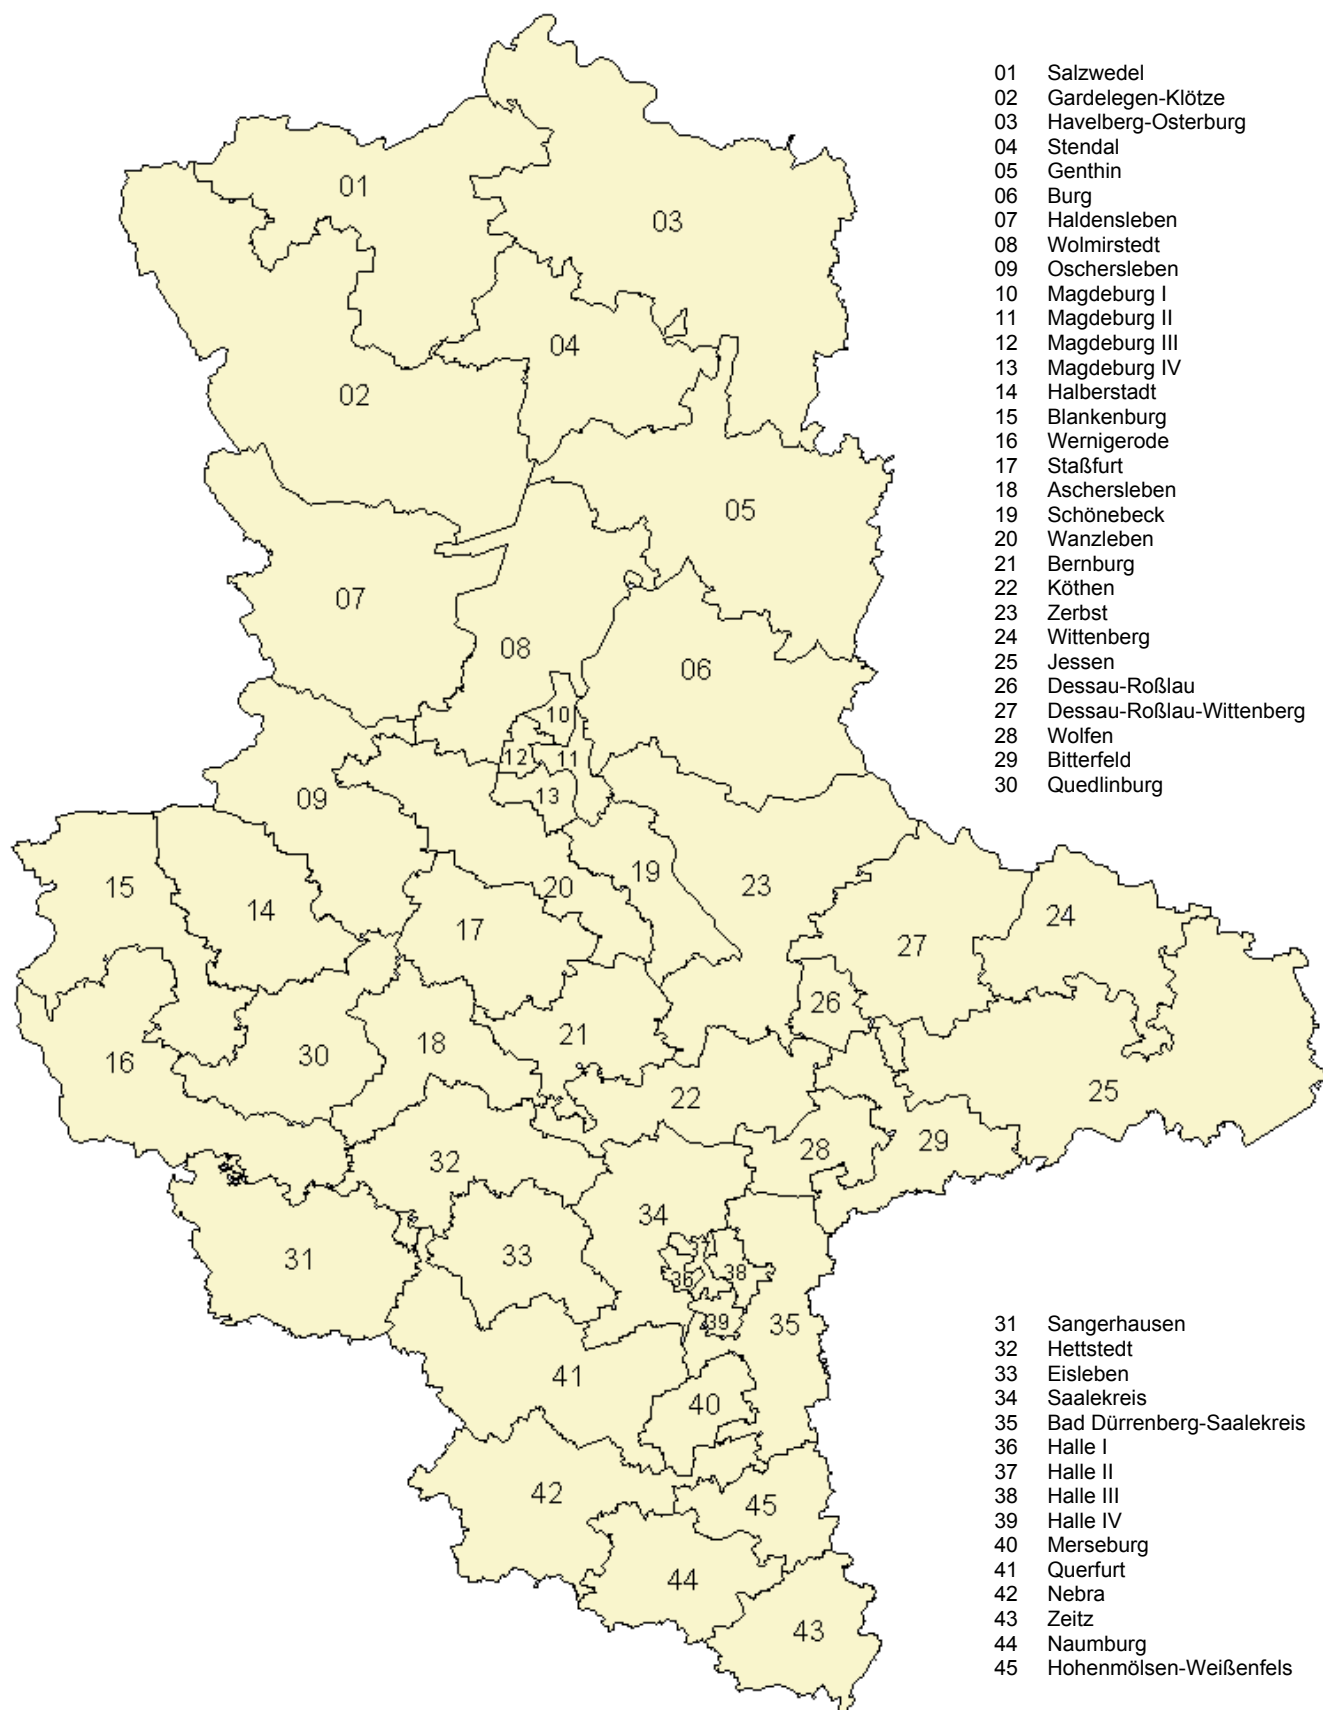 01 Salzwedel
02 Gardelegen-Klötze
03 Havelberg-Osterburg
04 Stendal
05 Genthin
06 Burg
07 Haldensleben
08 Wolmirstedt
09 Oschersleben
10 Magdeburg I
11 Magdeburg II
12 Magdeburg III
13 Magdeburg IV
14 Halberstadt
15 Blankenburg
16 Wernigerode
17 Staßfurt
18 Aschersleben
19 Schönebeck
20 Wanzleben
21 Bernburg
22 Köthen
23 Zerbst
24 Wittenberg
25 Jessen
26 Dessau-Roßlau
27 Dessau-Roßlau-Wittenberg
28 Wolfen
29 Bitterfeld
30 Quedlinburg
31 Sangerhausen
32 Hettstedt
33 Eisleben
34 Saalekreis
35 Bad Dürrenberg-Saalekreis
36 Halle I
37 Halle II
38 Halle III
39 Halle IV
40 Merseburg
41 Querfurt
42 Nebra
43 Zeitz
44 Naumburg
45 Hohenmölsen-Weißenfels
01
03
04
02
05
07
08
06
10
12
11
13
09
15
14
20
19
17
23
24
27
26
16
30
18
21
22
25
28
29
32
34
31
33
37
36
38
39
35
41
40
42
45
44
43